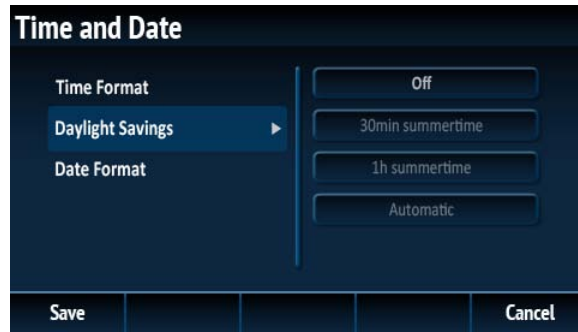 Time and Date
Time Format
Daylight Savings
Date Format
Off
30min summertime
1h summertime
Automatic
Save
Cancel